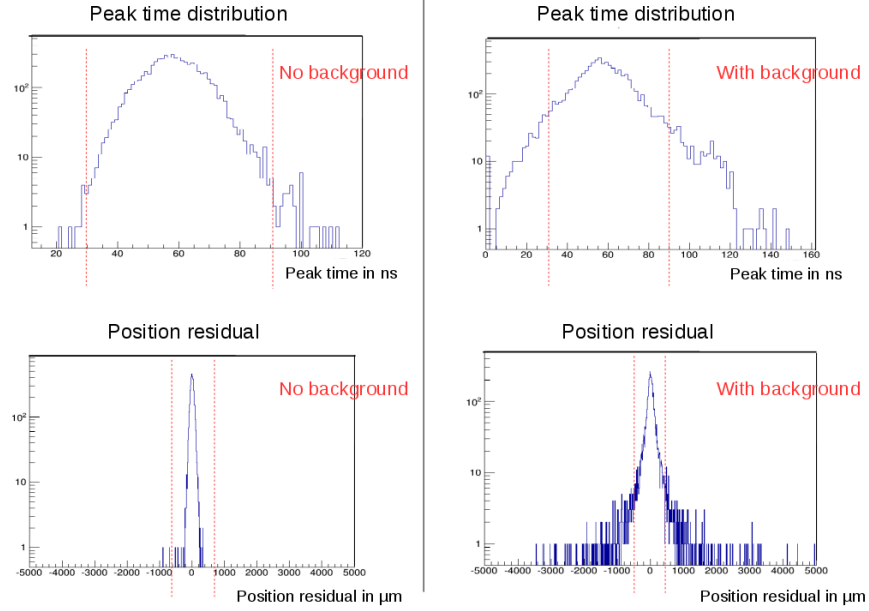 Peak time distribution
No background
10²
10
1
20 40 60 80 100 120
Peak time in ns
Peak time distribution
With background
10²
10
1
0 20 40 60 80 100 120 140 160
Peak time in ns
Position residual
No background
10²
10
1
-5000 -4000 -3000 -2000 -1000 0 1000 2000 3000 4000 5000
Position residual in µm
Position residual
With background
10²
10
1
-5000 -4000 -3000 -2000 -1000 0 1000 2000 3000 4000 5000
Position residual in µm